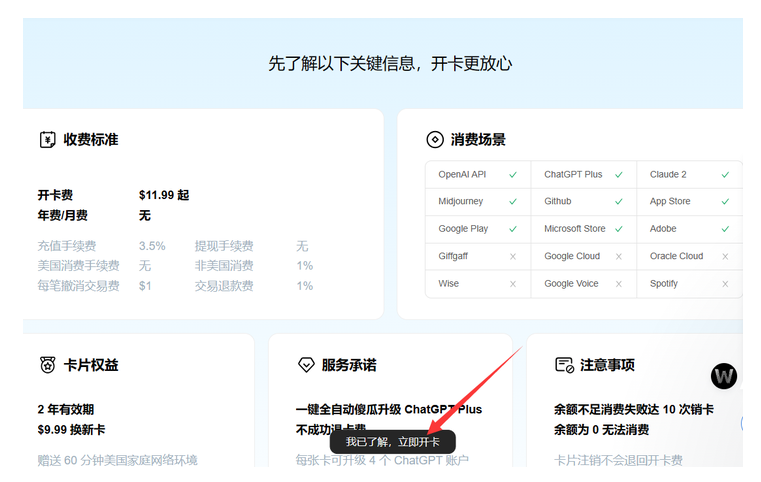 先了解以下关键信息，开卡更放心
收费标准
开卡费 $11.99 起
年费/月费 无
充值手续费 3.5% 提现手续费 无
美国消费手续费 无 非美国消费 1%
每笔撤消交易费 $1 交易退款费 1%
消费场景
OpenAI API ChatGPT Plus Claude 2
Midjourney Github App Store
Google Play Microsoft Store Adobe
Giffgaff Google Cloud Oracle Cloud
Wise Google Voice Spotify
卡片权益
2 年有效期
$9.99 换新卡
赠送 60 分钟美国家庭网络环境
服务承诺
一键全自动傻瓜升级 ChatGPT Plus
不成功退卡费
我已了解，立即开卡
每张卡可升级 4 个 ChatGPT 账户
注意事项
W
余额不足消费失败达 10 次销卡
余额为 0 无法消费
卡片注销不会退回开卡费